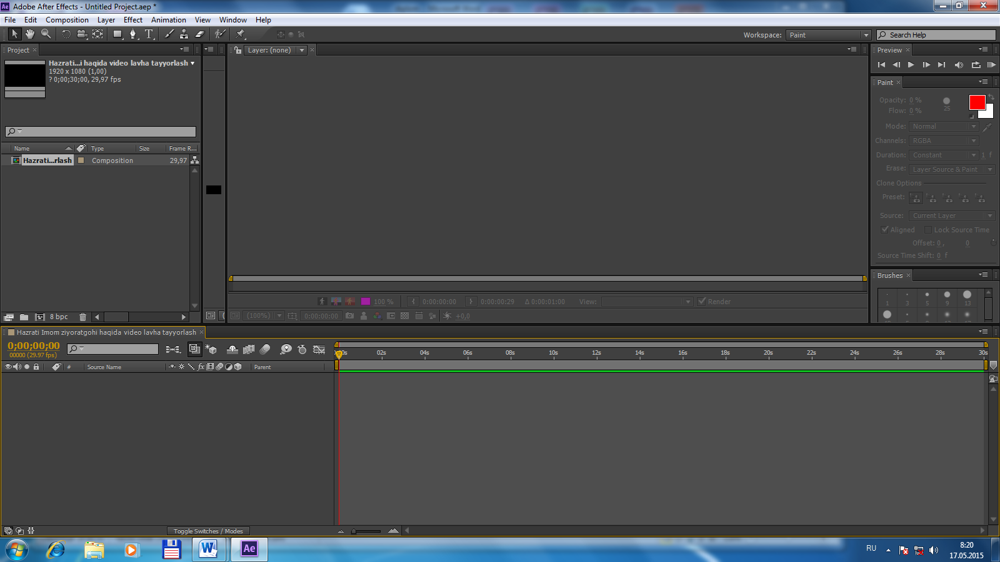 Adobe After Effects - Untitled Project.aep *
File Edit Composition Layer Effect Animation View Window Help
Workspace: Paint Search Help
Project
Hazrati...i haqida video lavha tayyorlash
1920 x 1080 (1,00)
? 0;00;30;00, 29,97 fps
Name Type Size Frame R...
Hazrati...rlash Composition 29,97
8 bpc
Layer: (none)
100 % 0:00:00:00 0:00:00:29 Δ 0:00:01:00 View: Render
(100%) 0:00:00:00 +0,0
Preview
Paint
Opacity: 0 %
Flow: 0 %
25
Mode: Normal
Channels: RGBA
Duration: Constant 1 f
Erase: Layer Source & Paint
Clone Options
Preset:
Source: Current Layer
Aligned Lock Source Time
Offset: 0 , 0
Source Time Shift: 0 f
Brushes
1 3 5 9 13
Hazrati Imom ziyoratgohi haqida video lavha tayyorlash
0;00;00;00
00000 (29.97 fps)
# Source Name Parent
02s 04s 06s 08s 10s 12s 14s 16s 18s 20s 22s 24s 26s 28s 30s
Toggle Switches / Modes
RU
8:20
17.05.2015